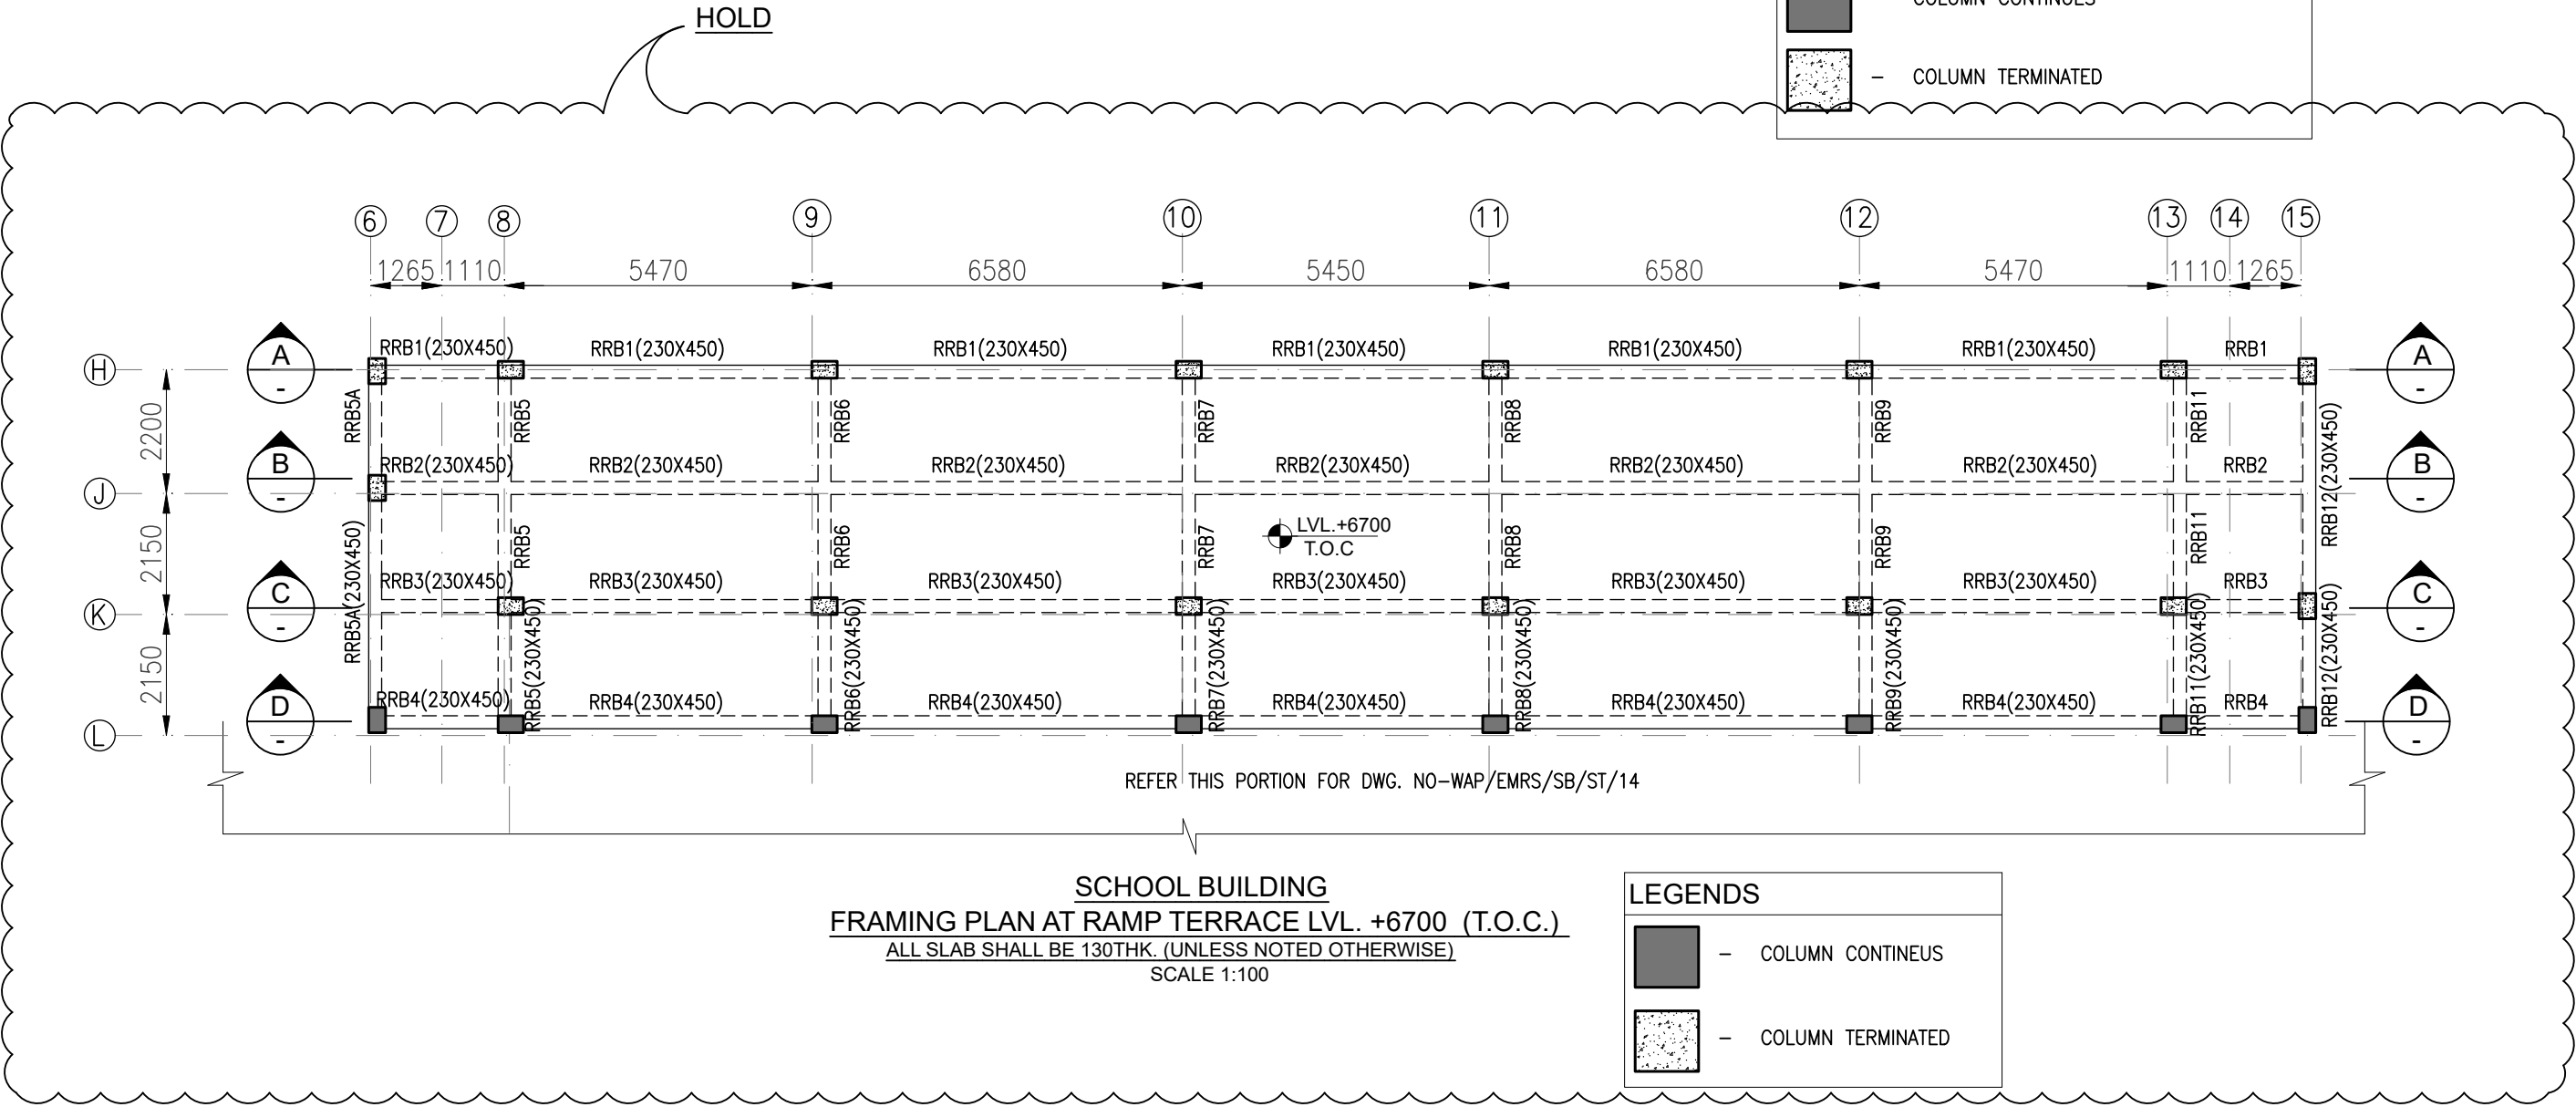 HOLD
COLUMN CONTINUES
- COLUMN TERMINATED
6 7 8 9 10 11 12 13 14 15
1265 1110 5470 6580 5450 6580 5470 1110 1265
H
J
K
L
2200
2150
2150
A
-
B
-
C
-
D
-
RRB1(230X450) RRB1(230X450) RRB1(230X450) RRB1(230X450) RRB1(230X450) RRB1(230X450) RRB1
RRB5A RRB5 RRB6 RRB7 RRB8 RRB9 RRB11 RRB12(230X450)
RRB2(230X450) RRB2(230X450) RRB2(230X450) RRB2(230X450) RRB2(230X450) RRB2(230X450) RRB2
RRB5A(230X450) RRB5 RRB6 RRB7 RRB8 RRB9 RRB11
LVL.+6700
T.O.C
RRB3(230X450) RRB3(230X450) RRB3(230X450) RRB3(230X450) RRB3(230X450) RRB3(230X450) RRB3
RRB5(230X450) RRB6(230X450) RRB7(230X450) RRB8(230X450) RRB9(230X450) RRB11(230X450) RRB12(230X450)
RRB4(230X450) RRB4(230X450) RRB4(230X450) RRB4(230X450) RRB4(230X450) RRB4(230X450) RRB4
A
-
B
-
C
-
D
-
REFER THIS PORTION FOR DWG. NO-WAP/EMRS/SB/ST/14
SCHOOL BUILDING
FRAMING PLAN AT RAMP TERRACE LVL. +6700 (T.O.C.)
ALL SLAB SHALL BE 130THK. (UNLESS NOTED OTHERWISE)
SCALE 1:100
LEGENDS
- COLUMN CONTINEUS
- COLUMN TERMINATED